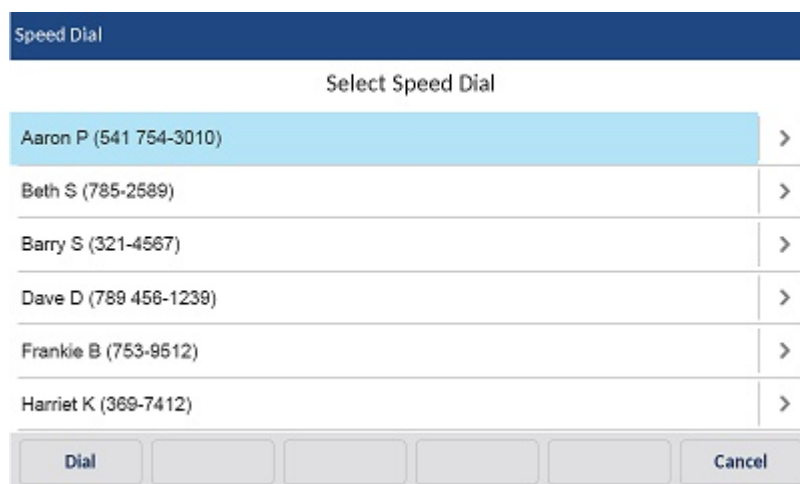 Speed Dial
Select Speed Dial
Aaron P (541 754-3010)
Beth S (785-2589)
Barry S (321-4567)
Dave D (789 456-1239)
Frankie B (753-9512)
Harriet K (369-7412)
Dial Cancel